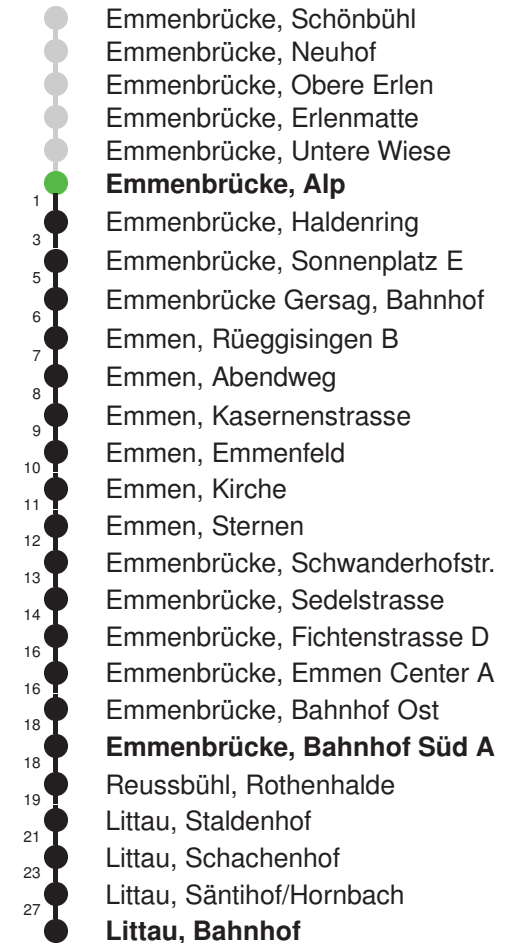 Emmenbrücke, Schönbühl
Emmenbrücke, Neuhof
Emmenbrücke, Obere Erlen
Emmenbrücke, Erlenmatte
Emmenbrücke, Untere Wiese
Emmenbrücke, Alp
1
Emmenbrücke, Haldenring
3
Emmenbrücke, Sonnenplatz E
5
Emmenbrücke Gersag, Bahnhof
6
Emmen, Rüeggisingen B
7
Emmen, Abendweg
8
Emmen, Kasernenstrasse
9
Emmen, Emmenfeld
10
Emmen, Kirche
11
Emmen, Sternen
12
Emmenbrücke, Schwanderhofstr.
13
Emmenbrücke, Sedelstrasse
14
Emmenbrücke, Fichtenstrasse D
16
Emmenbrücke, Emmen Center A
16
Emmenbrücke, Bahnhof Ost
18
Emmenbrücke, Bahnhof Süd A
18
Reussbühl, Rothenhalde
19
Littau, Staldenhof
21
Littau, Schachenhof
23
Littau, Säntihof/Hornbach
27
Littau, Bahnhof